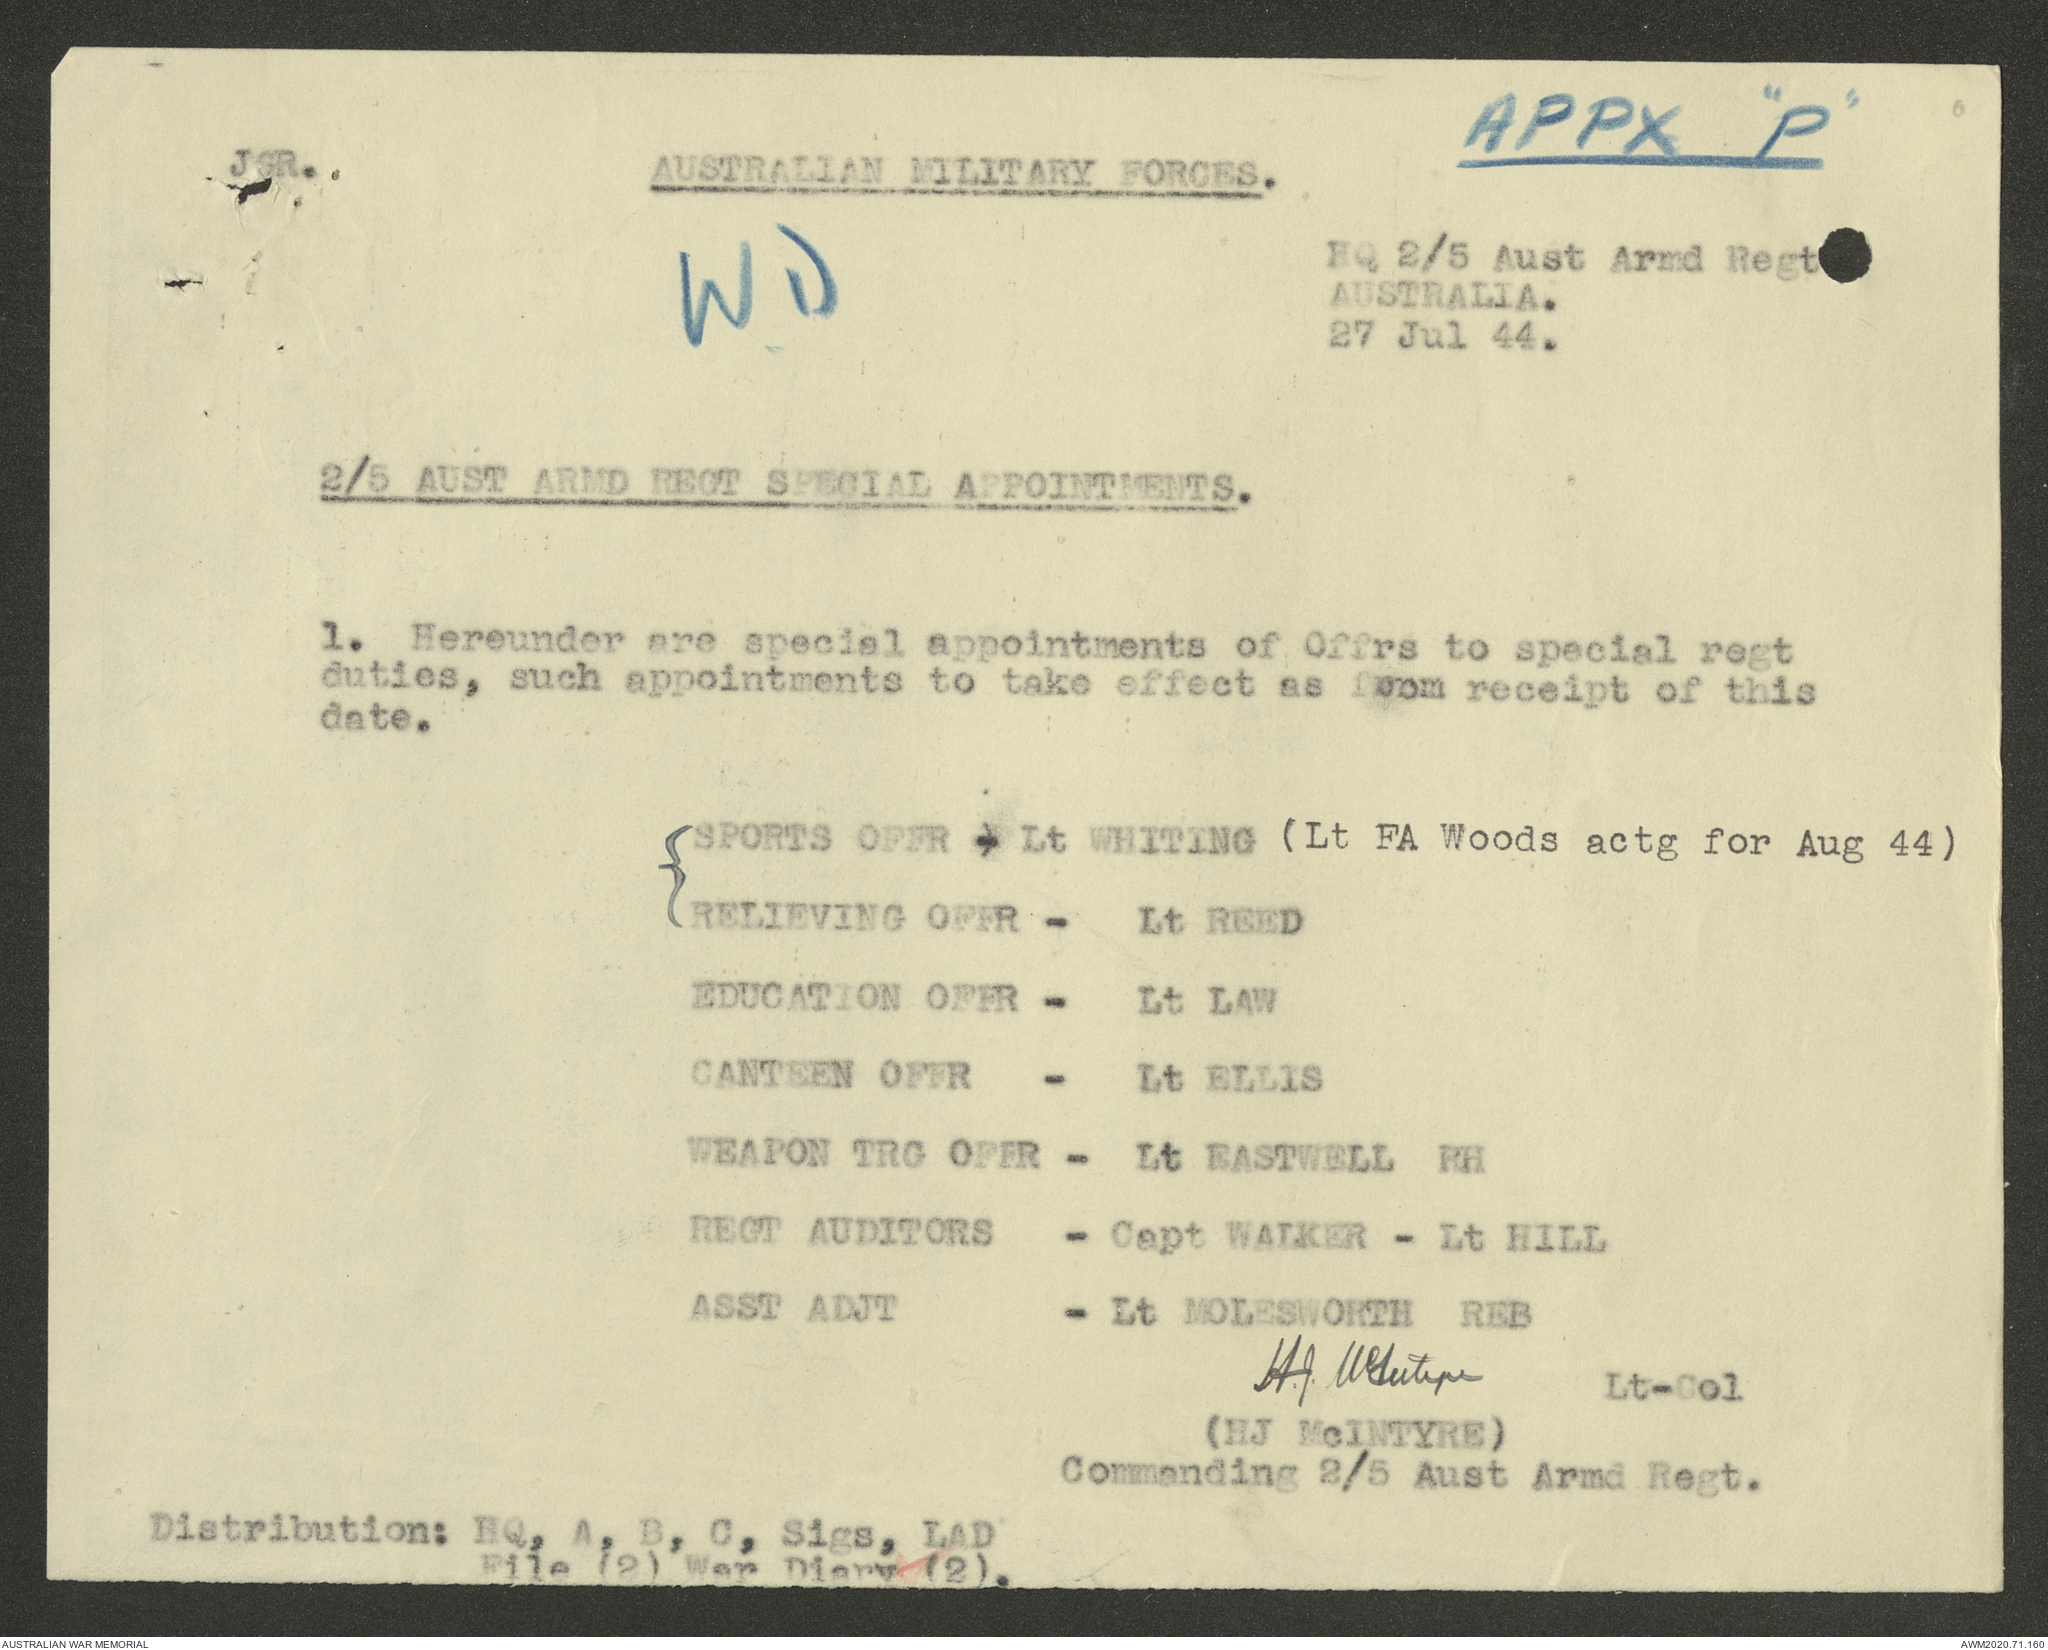 APPX "P"
6
JGR.
AUSTRALIAN MILITARY FORCES.
WD
HQ 2/5 Aust Armd Regt
AUSTRALIA.
27 Jul 44.
2/5 AUST ARMD REGT SPECIAL APPOINTMENTS.
1. Hereunder are special appointments of Offrs to special regt
duties, such appointments to take effect as from receipt of this
date.
SPORTS OFFR - Lt WHITING (Lt FA Woods actg for Aug 44)
RELIEVING OFFR - Lt REED
EDUCATION OFFR - Lt LAW
CANTEEN OFFR - Lt ELLIS
WEAPON TRG OFFR - Lt EASTWELL RH
REGT AUDITORS - Capt WALKER - Lt HILL
ASST ADJT - Lt MOLESWORTH REB
H.J. McIntyre Lt-Col
(HJ McINTYRE)
Commanding 2/5 Aust Armd Regt.
Distribution: HQ, A, B, C, Sigs, LAD
File (2) War Diary (2).
AUSTRALIAN WAR MEMORIAL
AWM2020.71.160